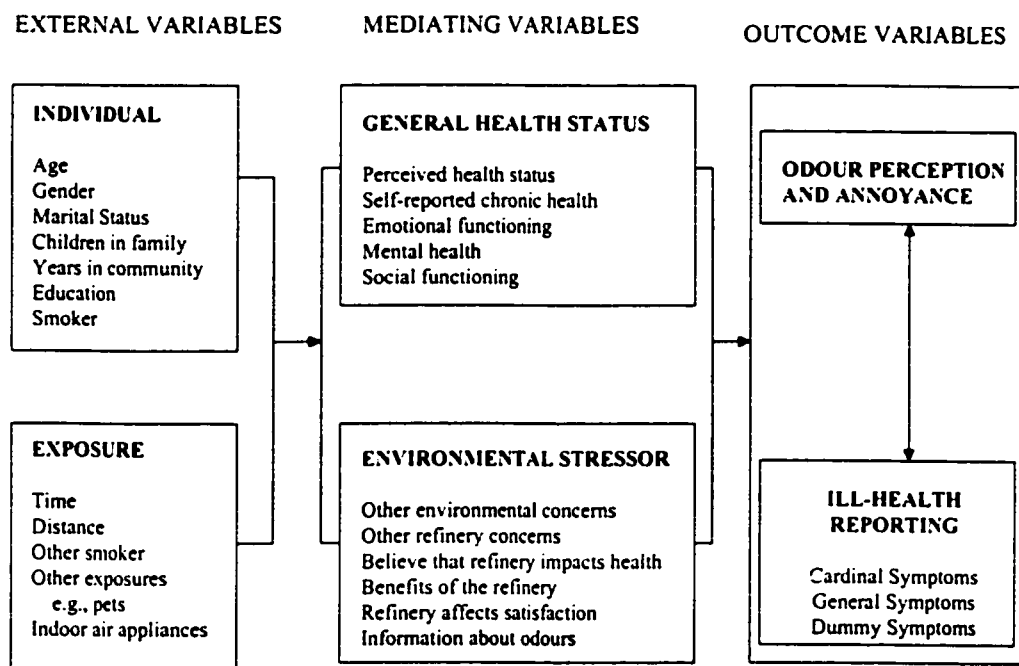 EXTERNAL VARIABLES
MEDIATING VARIABLES
OUTCOME VARIABLES
INDIVIDUAL
Age
Gender
Marital Status
Children in family
Years in community
Education
Smoker
EXPOSURE
Time
Distance
Other smoker
Other exposures
e.g., pets
Indoor air appliances
GENERAL HEALTH STATUS
Perceived health status
Self-reported chronic health
Emotional functioning
Mental health
Social functioning
ENVIRONMENTAL STRESSOR
Other environmental concerns
Other refinery concerns
Believe that refinery impacts health
Benefits of the refinery
Refinery affects satisfaction
Information about odours
ODOUR PERCEPTION
AND ANNOYANCE
ILL-HEALTH
REPORTING
Cardinal Symptoms
General Symptoms
Dummy Symptoms